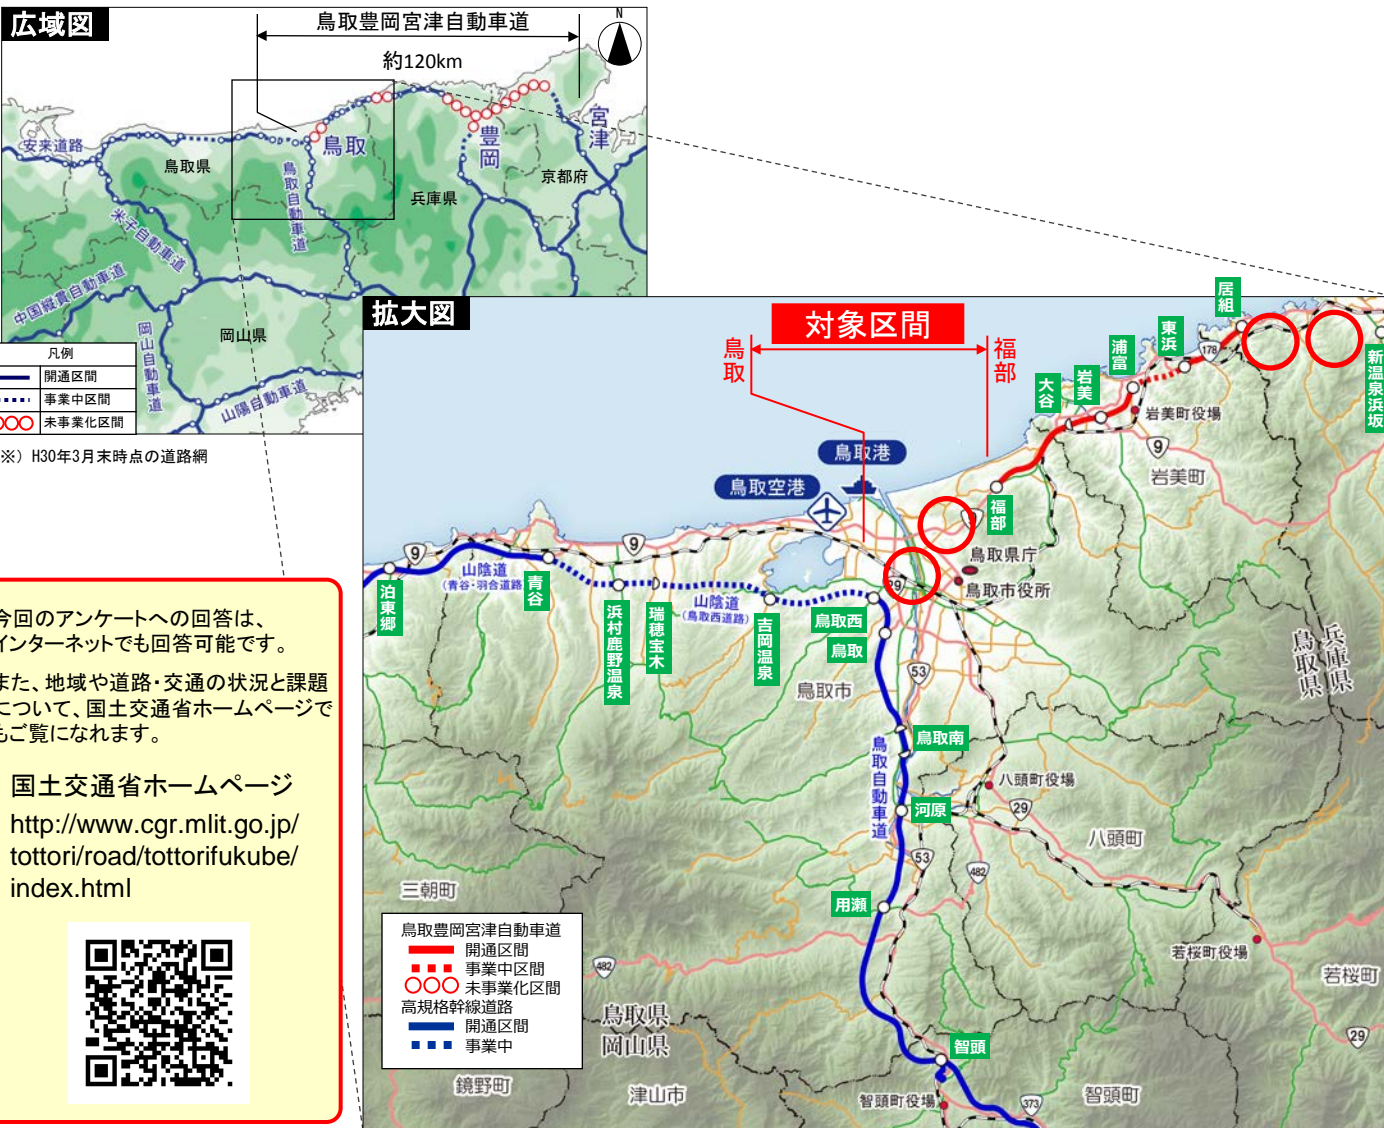 広域図
鳥取豊岡宮津自動車道
約120km
N
安来道路
鳥取県
鳥取
豊岡
宮津
京都府
兵庫県
鳥取自動車道
米子自動車道
中国縦貫自動車道
岡山自動車道
岡山県
山陽自動車道
凡例
開通区間
事業中区間
未事業化区間
※）H30年3月末時点の道路網
今回のアンケートへの回答は、
インターネットでも回答可能です。
また、地域や道路・交通の状況と課題
について、国土交通省ホームページで
もご覧になれます。
国土交通省ホームページ
http://www.cgr.mlit.go.jp/
tottori/road/tottorifukube/
index.html
拡大図
対象区間
鳥取
福部
居組
東浜
浦富
岩美
大谷
178
新温泉浜坂
岩美町役場
9
岩美町
鳥取港
鳥取空港
福部
9
鳥取県庁
鳥取市役所
29
9
9
山陰道
(青谷・羽合道路)
泊東郷
青谷
浜村鹿野温泉
瑞穂宝木
山陰道
(鳥取西道路)
吉岡温泉
鳥取西
鳥取
鳥取市
53
鳥取県
兵庫県
鳥取南
鳥取自動車道
八頭町役場
河原
29
八頭町
53
482
三朝町
用瀬
若桜町役場
若桜町
482
29
鳥取豊岡宮津自動車道
開通区間
事業中区間
未事業化区間
高規格幹線道路
開通区間
事業中
鳥取県
岡山県
鏡野町
津山市
智頭
智頭町役場
373
智頭町